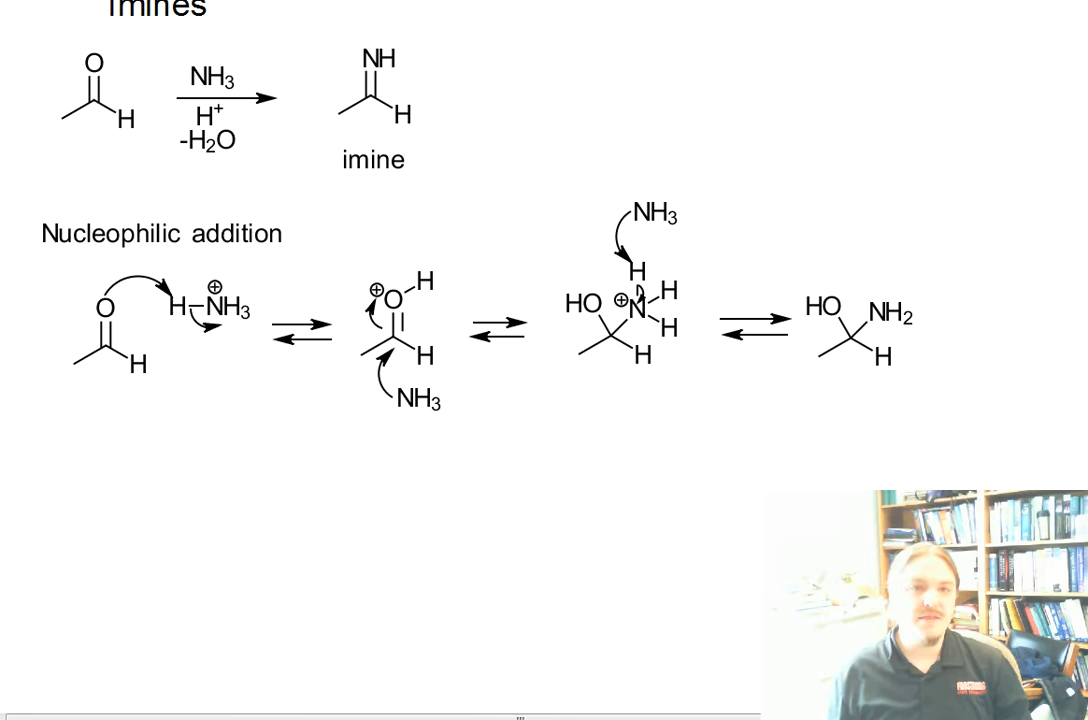 Imines
O
H
NH3
H+
-H2O
NH
H
imine
Nucleophilic addition
O
H
H–NH3
⊕
⊕O
H
H
NH3
NH3
H
HO ⊕N
H
H
H
HO NH2
H